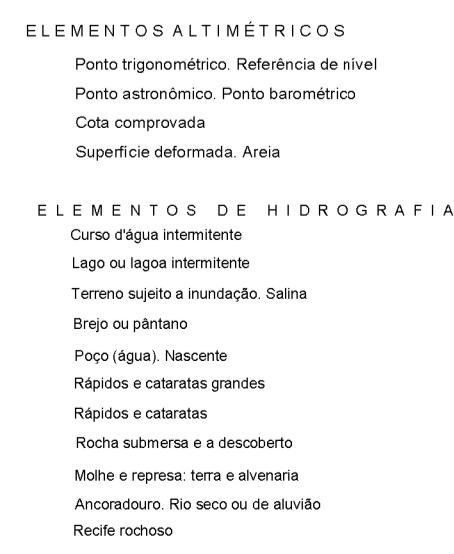 ELEMENTOS ALTIMÉTRICOS
Ponto trigonométrico. Referência de nível
Ponto astronômico. Ponto barométrico
Cota comprovada
Superfície deformada. Areia
ELEMENTOS DE HIDROGRAFIA
Curso d'água intermitente
Lago ou lagoa intermitente
Terreno sujeito a inundação. Salina
Brejo ou pântano
Poço (água). Nascente
Rápidos e cataratas grandes
Rápidos e cataratas
Rocha submersa e a descoberto
Molhe e represa: terra e alvenaria
Ancoradouro. Rio seco ou de aluvião
Recife rochoso